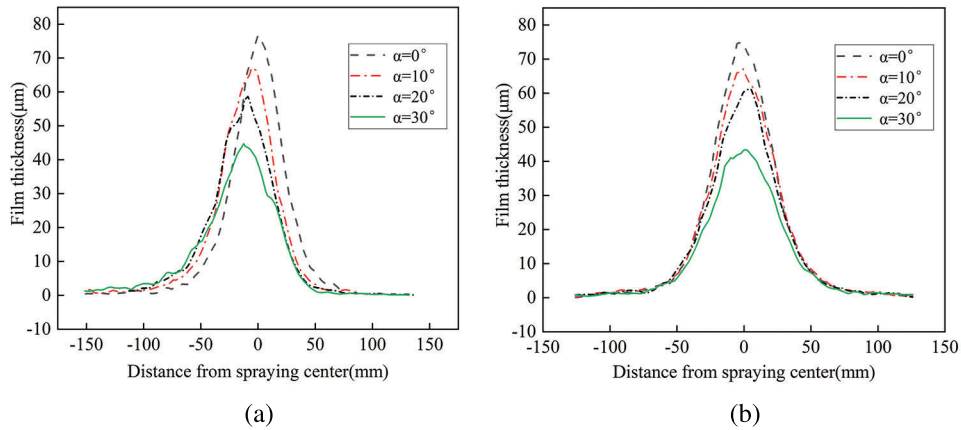 80
70
60
50
40
30
20
10
0
-10
Film thickness(μm)
-150 -100 -50 0 50 100 150
Distance from spraying center(mm)
α=0°
α=10°
α=20°
α=30°
(a)
80
70
60
50
40
30
20
10
0
-10
Film thickness(μm)
-150 -100 -50 0 50 100 150
Distance from spraying center(mm)
α=0°
α=10°
α=20°
α=30°
(b)